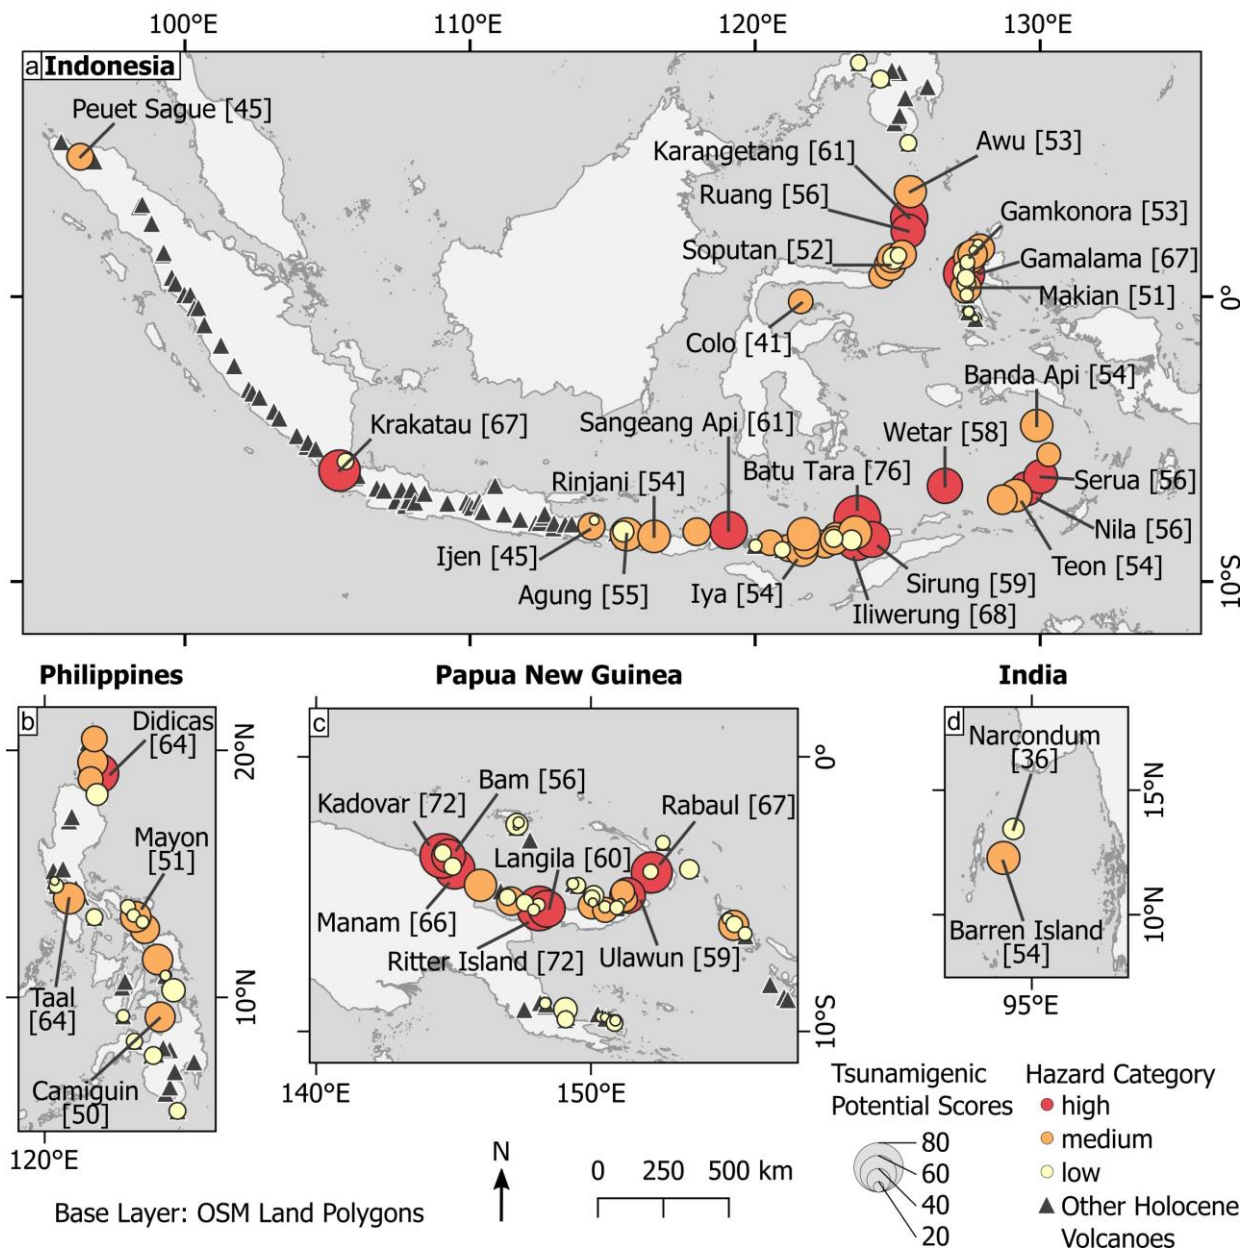 100°E 110°E 120°E 130°E
a Indonesia
Peuet Sague [45]
Awu [53]
Karangetang [61]
Ruang [56]
Gamkonora [53]
Soputan [52]
Gamalama [67]
Makian [51]
0°
Colo [41]
Banda Api [54]
Krakatau [67]
Sangeang Api [61]
Wetar [58]
Batu Tara [76]
Rinjani [54]
Serua [56]
Nila [56]
Ijen [45]
Teon [54]
Agung [55]
Iya [54]
Sirung [59]
Iliwerung [68]
10°S
Philippines
b
Didicas
[64]
20°N
Mayon
[51]
Taal
[64]
10°N
Camiguin
[50]
120°E
Papua New Guinea
c
0°
Bam [56]
Kadovar [72]
Rabaul [67]
Langila [60]
Manam [66]
Ritter Island [72]
Ulawun [59]
10°S
140°E 150°E
India
d
Narcondum
[36]
15°N
10°N
Barren Island
[54]
95°E
Base Layer: OSM Land Polygons
N
0 250 500 km
Tsunamigenic
Potential Scores
80
60
40
20
Hazard Category
high
medium
low
Other Holocene
Volcanoes